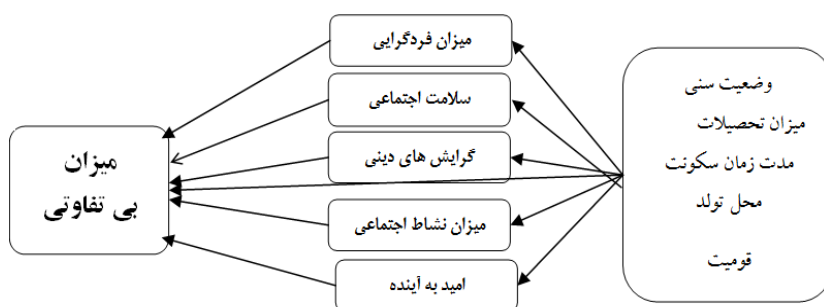 وضعیت سنی
میزان تحصیلات
مدت زمان سکونت
محل تولد
قومیت
میزان فردگرایی
سلامت اجتماعی
گرایش های دینی
میزان نشاط اجتماعی
امید به آینده
میزان
بی تفاوتی